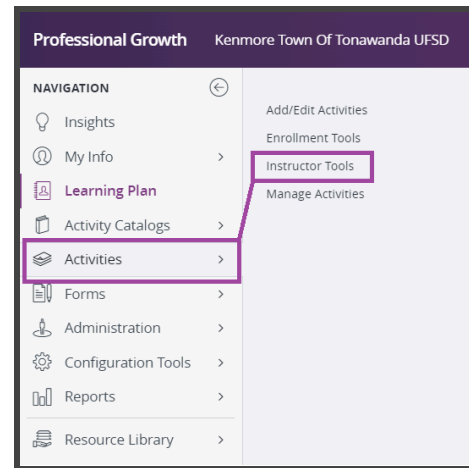 Professional Growth Kenmore Town Of Tonawanda UFSD
NAVIGATION
Insights
My Info
Learning Plan
Activity Catalogs
Activities
Forms
Administration
Configuration Tools
Reports
Resource Library
Add/Edit Activities
Enrollment Tools
Instructor Tools
Manage Activities